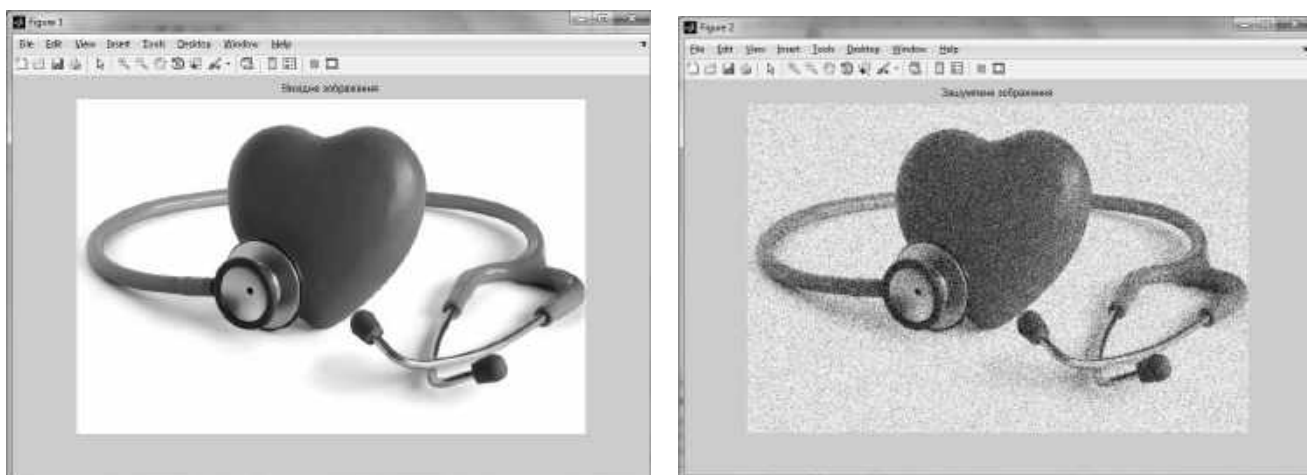 Figure 1
File Edit View Insert Tools Desktop Window Help
Вихідне зображення
Figure 2
File Edit View Insert Tools Desktop Window Help
Зашумлене зображення